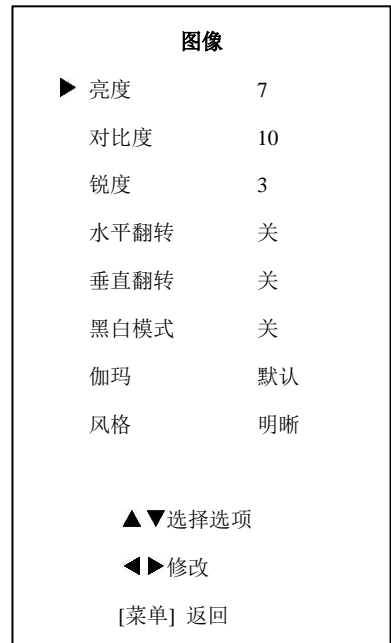 图像
▶ 亮度 7
对比度 10
锐度 3
水平翻转 关
垂直翻转 关
黑白模式 关
伽玛 默认
风格 明晰
▲▼选择选项
◀▶修改
[菜单] 返回